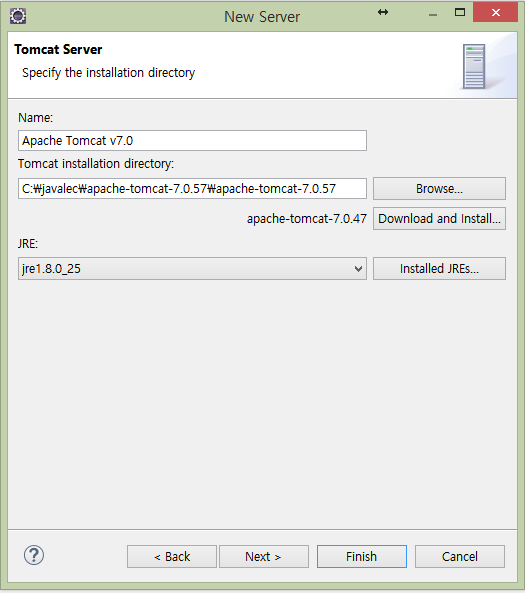 New Server
Tomcat Server
Specify the installation directory
Name:
Apache Tomcat v7.0
Tomcat installation directory:
C:₩javalec₩apache-tomcat-7.0.57₩apache-tomcat-7.0.57
Browse...
apache-tomcat-7.0.47
Download and Install...
JRE:
jre1.8.0_25
Installed JREs...
?
< Back
Next >
Finish
Cancel